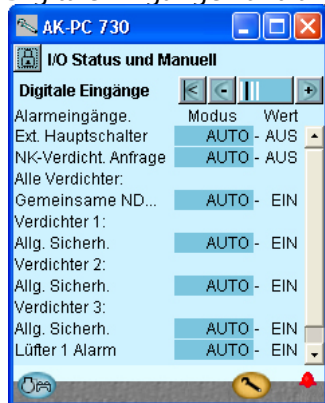 AK-PC 730
I/O Status und Manuell
Digitale Eingänge
Alarmeingänge. Modus Wert
Ext. Hauptschalter AUTO - AUS
NK-Verdicht. Anfrage AUTO - AUS
Alle Verdichter:
Gemeinsame ND... AUTO - EIN
Verdichter 1:
Allg. Sicherh. AUTO - EIN
Verdichter 2:
Allg. Sicherh. AUTO - EIN
Verdichter 3:
Allg. Sicherh. AUTO - EIN
Lüfter 1 Alarm AUTO - EIN